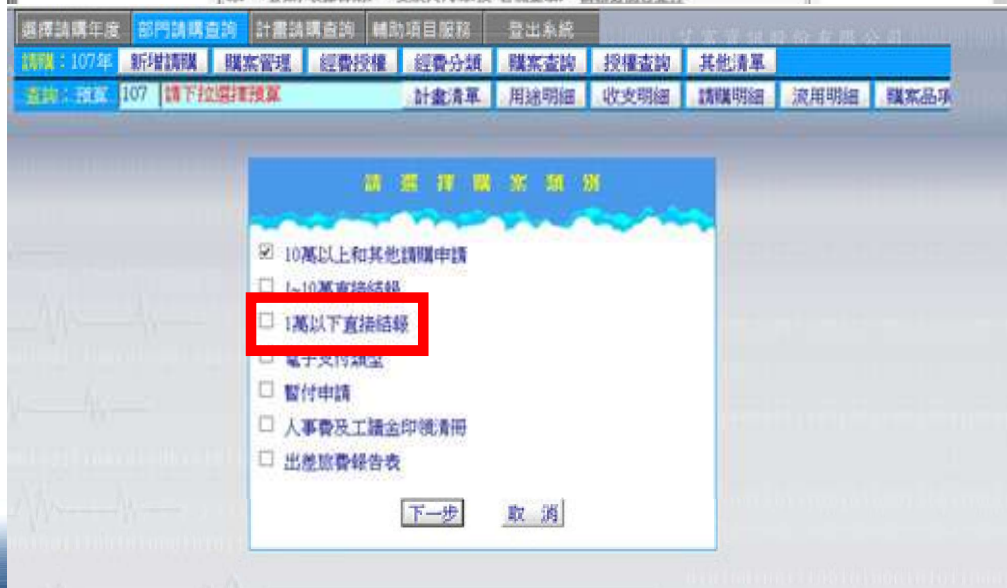 選擇請購年度 部門請購查詢 計畫請購查詢 輔助項目服務 登出系統
請購：107年 新增請購 購案管理 經費授權 經費分類 購案查詢 授權查詢 其他清單
查詢：預算 107 請下拉選擇預算 計畫清單 用途明細 收支明細 請購明細 流用明細 購案品項
請選擇購案類別
10萬以上和其他請購申請
1~10萬直接結報
1萬以下直接結報
電子支付類型
暫付申請
人事費及工讀金印領清冊
出差旅費報告表
下一步 取 消